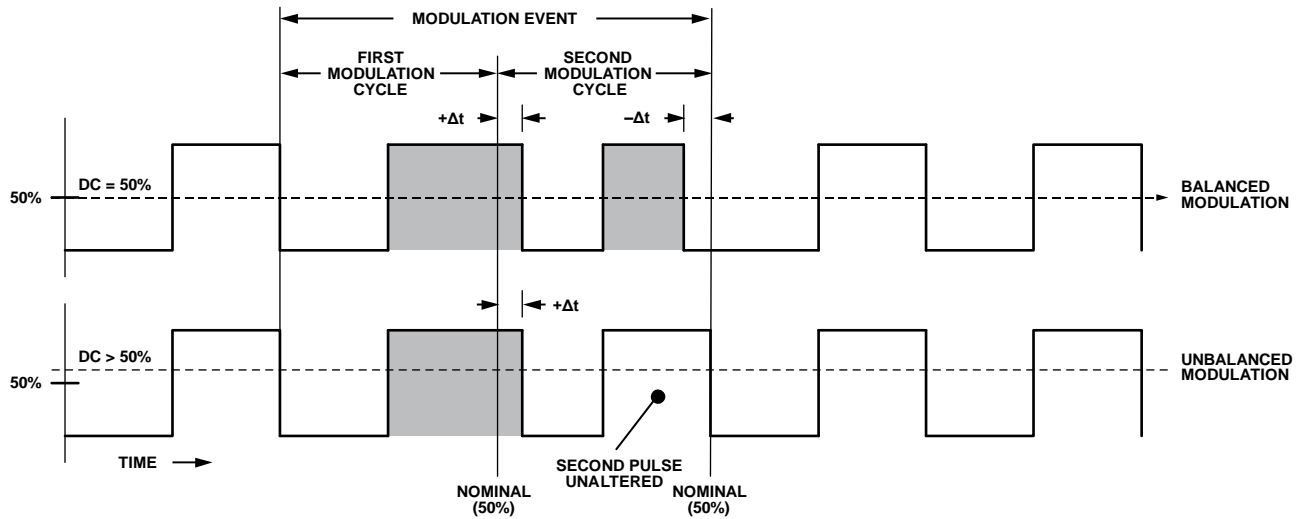 MODULATION EVENT
FIRST
MODULATION
CYCLE
SECOND
MODULATION
CYCLE
+Δt
–Δt
DC = 50%
50%
BALANCED
MODULATION
+Δt
DC > 50%
50%
UNBALANCED
MODULATION
TIME
SECOND PULSE
UNALTERED
NOMINAL
(50%)
NOMINAL
(50%)